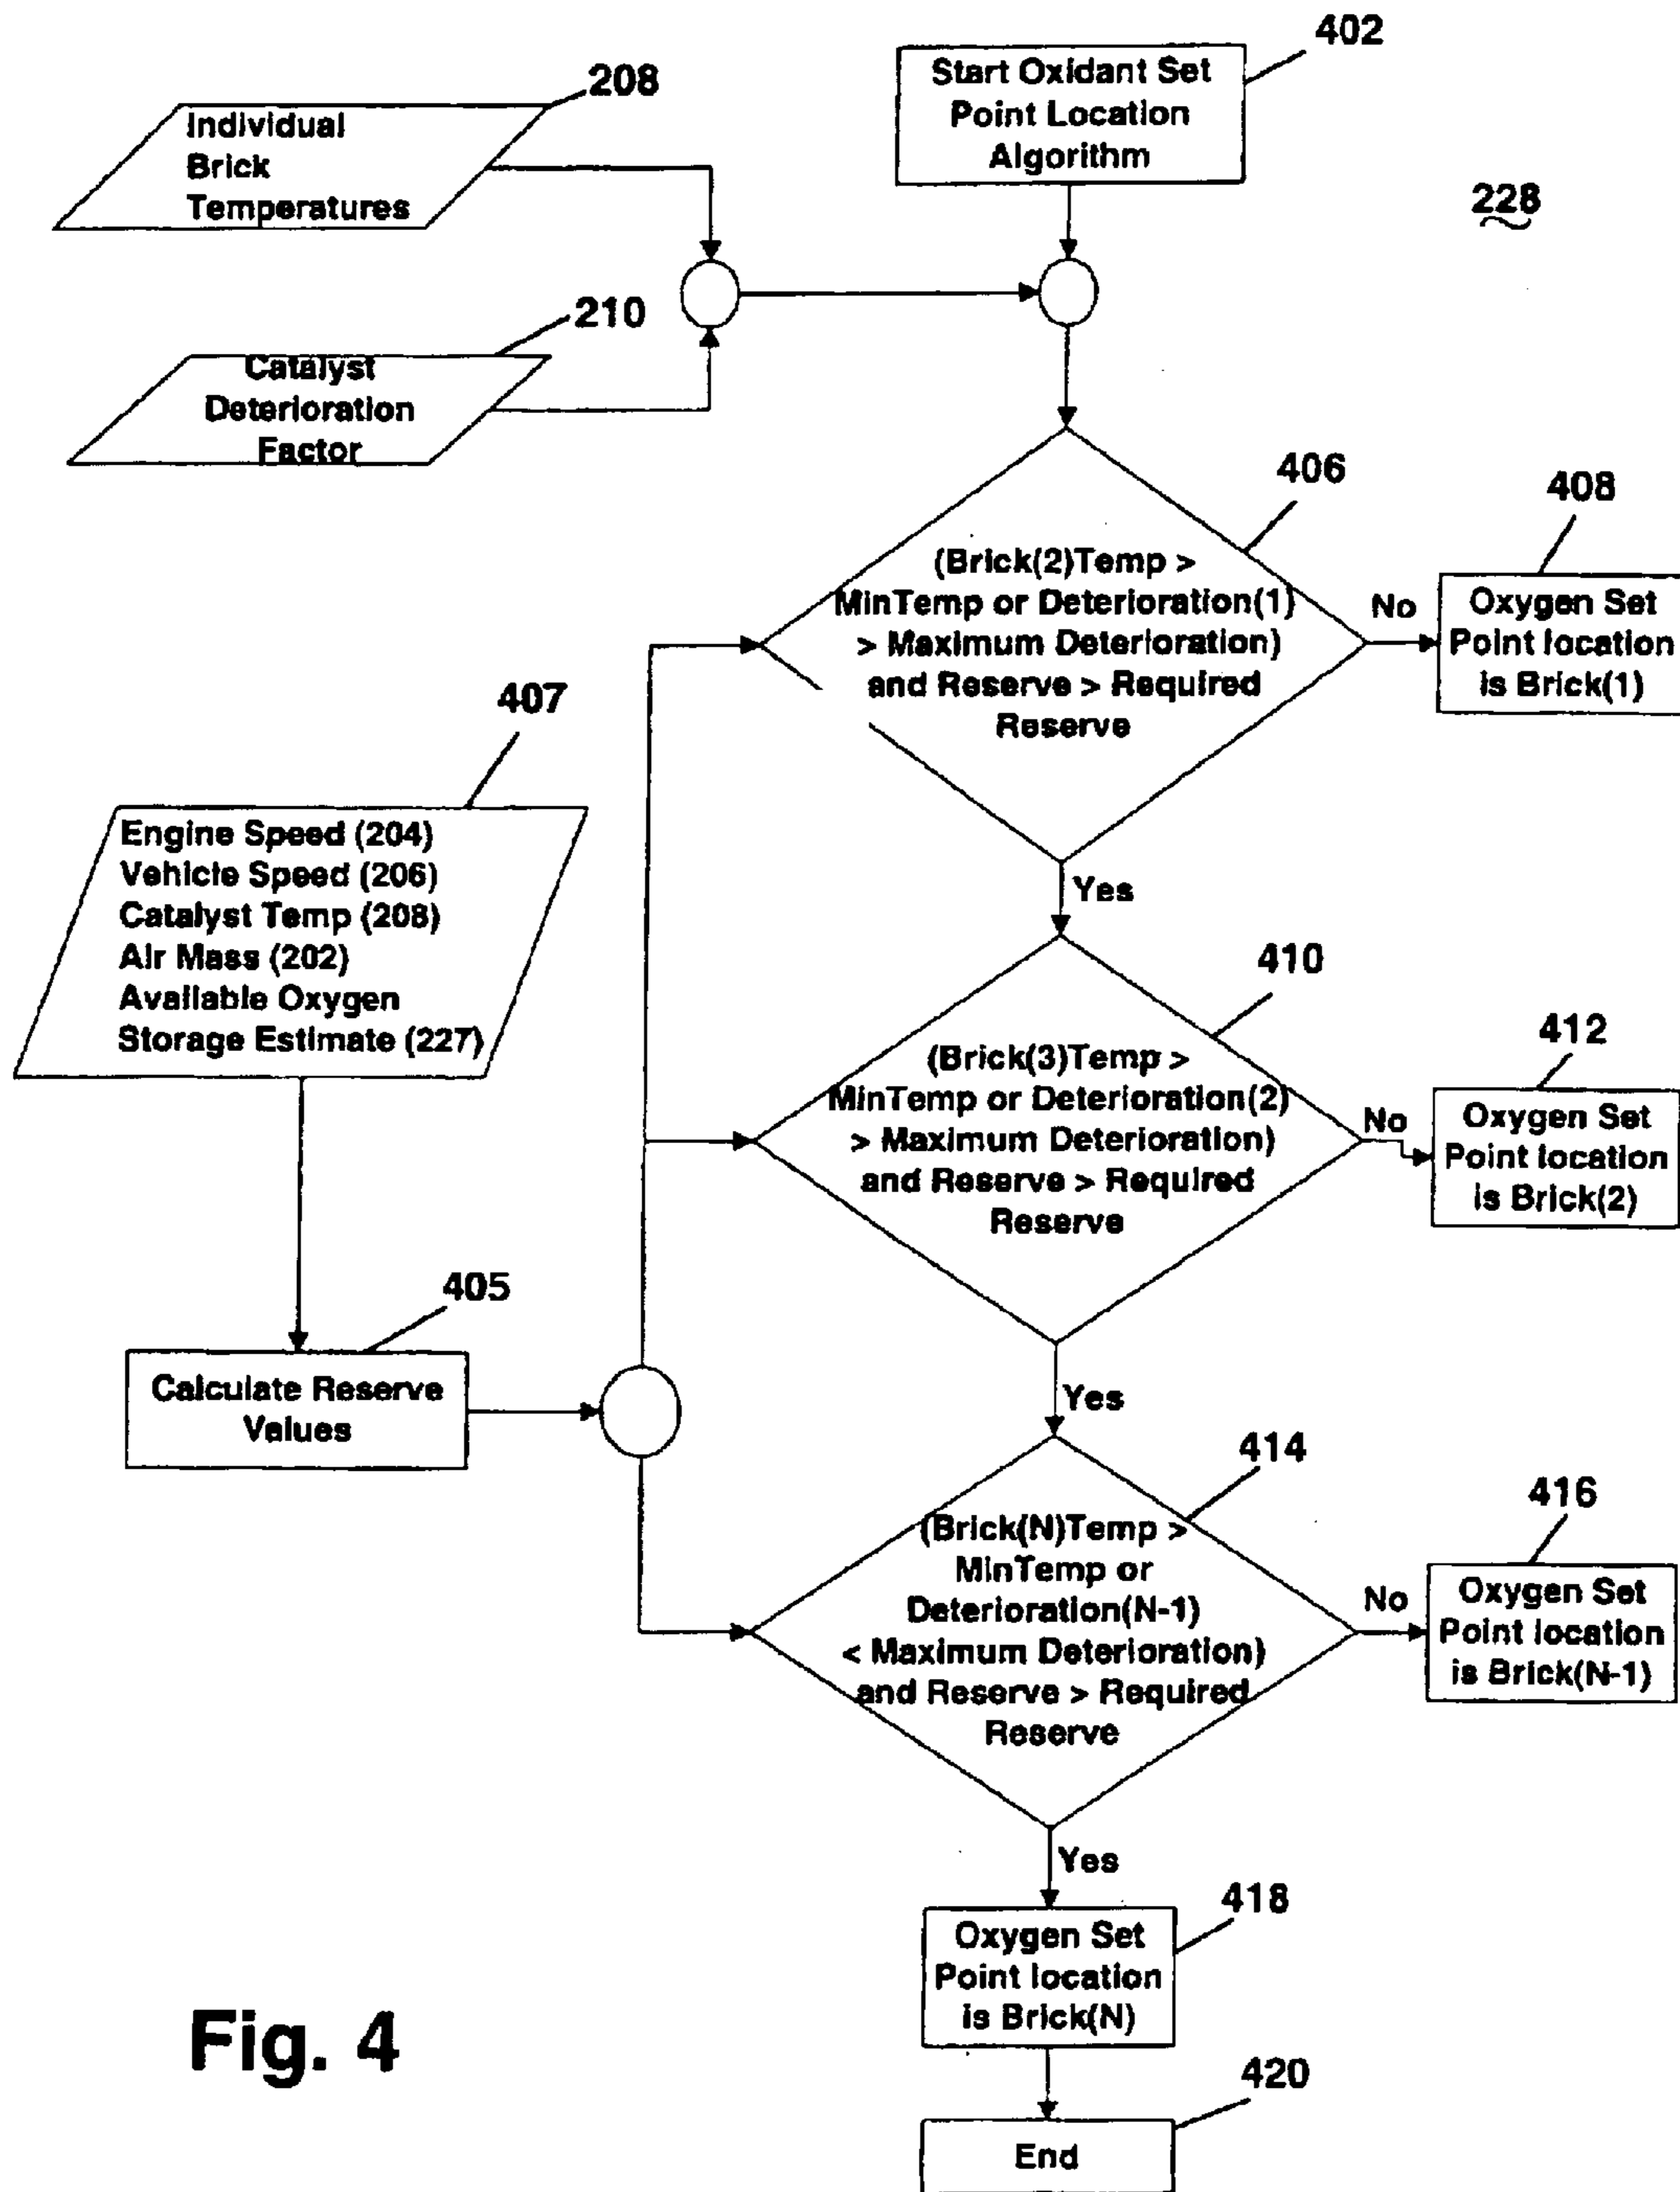 402
Start Oxidant Set
Point Location
Algorithm
208
Individual
Brick
Temperatures
228
210
Catalyst
Deterioration
Factor
406
(Brick(2)Temp >
MinTemp or Deterioration(1)
> Maximum Deterioration)
and Reserve > Required
Reserve
No
408
Oxygen Set
Point location
is Brick(1)
407
Engine Speed (204)
Vehicle Speed (206)
Catalyst Temp (208)
Air Mass (202)
Available Oxygen
Storage Estimate (227)
Yes
410
(Brick(3)Temp >
MinTemp or Deterioration(2)
> Maximum Deterioration)
and Reserve > Required
Reserve
No
412
Oxygen Set
Point location
is Brick(2)
405
Calculate Reserve
Values
Yes
414
(Brick(N)Temp >
MinTemp or
Deterioration(N-1)
< Maximum Deterioration)
and Reserve > Required
Reserve
No
416
Oxygen Set
Point location
is Brick(N-1)
Yes
418
Oxygen Set
Point location
is Brick(N)
420
End
Fig. 4